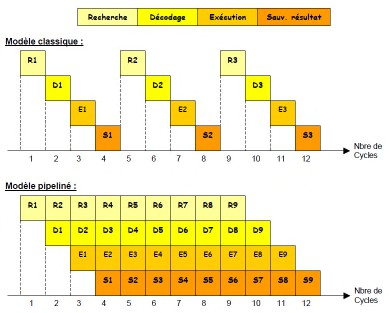 Recherche Décodage Exécution Sauv. résultat
Modèle classique :
R1 R2 R3
D1 D2 D3
E1 E2 E3
S1 S2 S3
1 2 3 4 5 6 7 8 9 10 11 12
Nbre de
Cycles
Modèle pipeliné :
R1 R2 R3 R4 R5 R6 R7 R8 R9
D1 D2 D3 D4 D5 D6 D7 D8 D9
E1 E2 E3 E4 E5 E6 E7 E8 E9
S1 S2 S3 S4 S5 S6 S7 S8 S9
1 2 3 4 5 6 7 8 9 10 11 12
Nbre de
Cycles